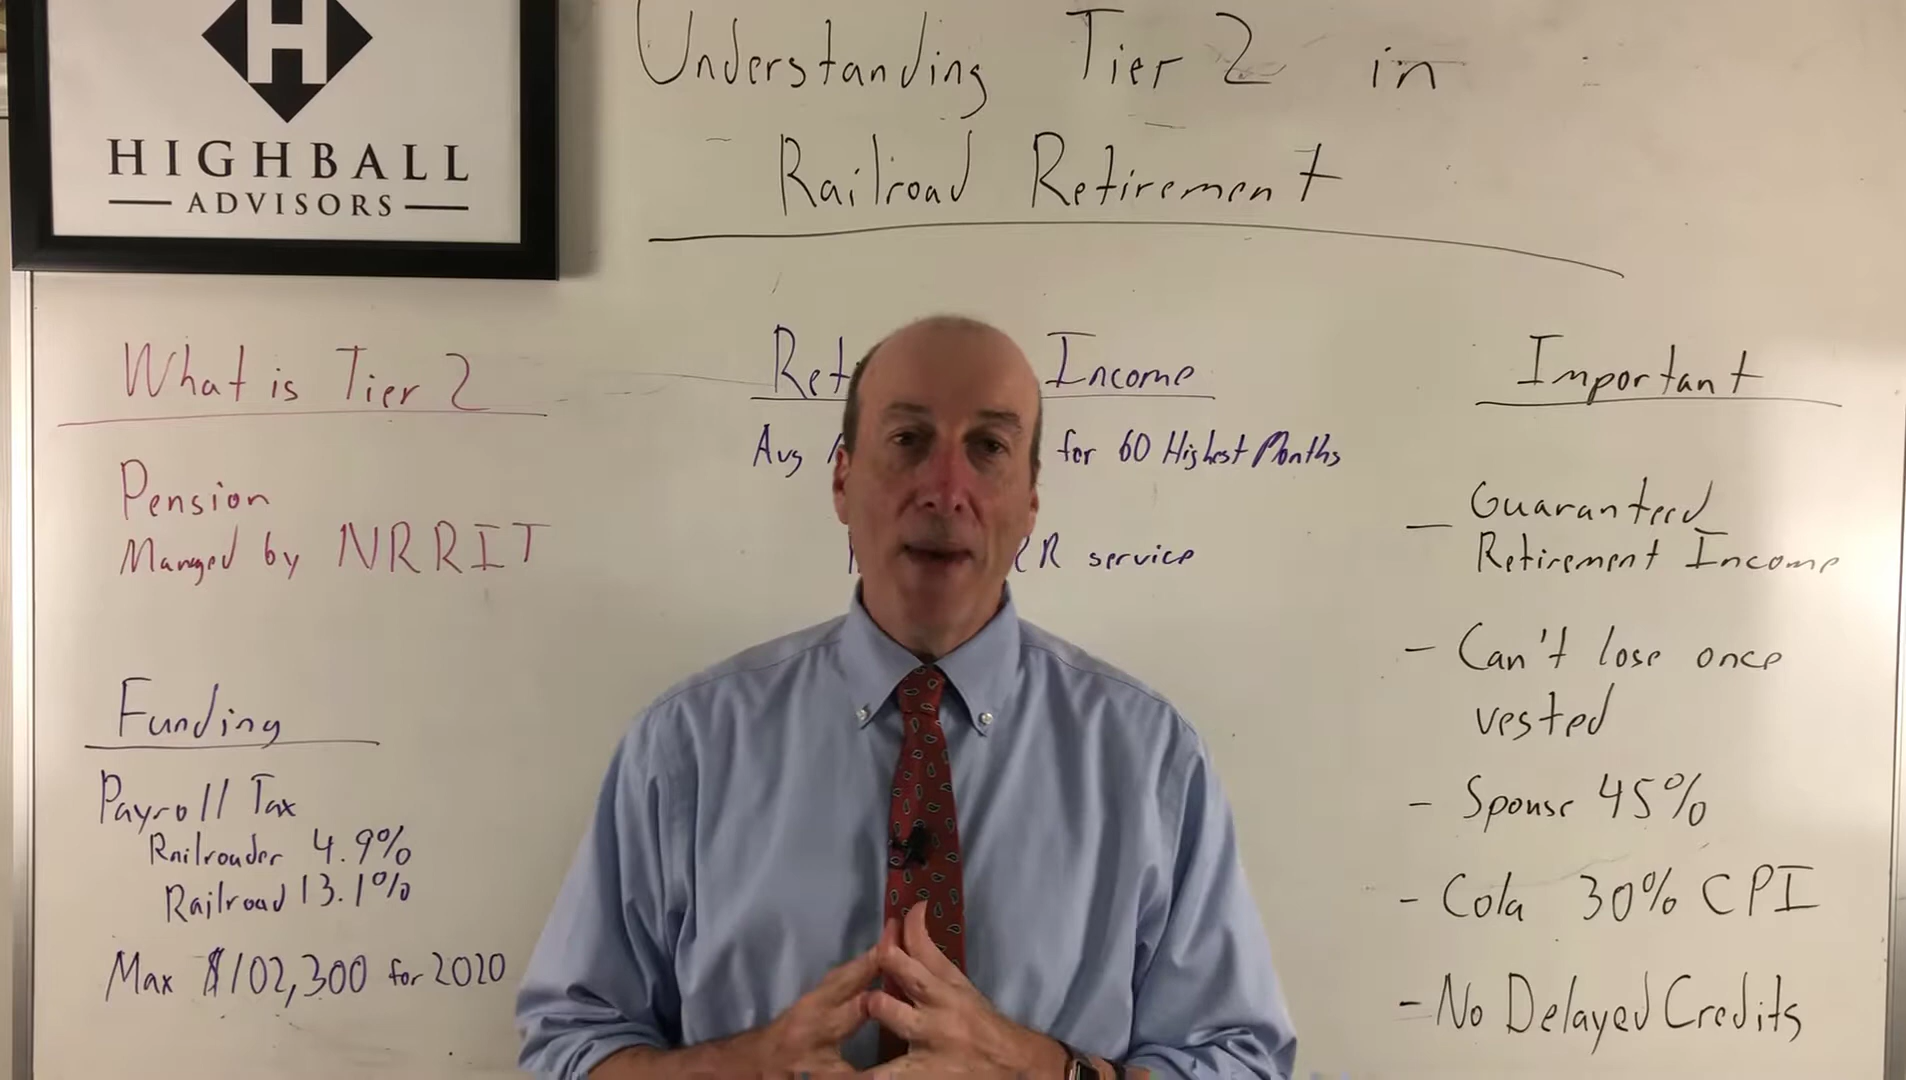 H
HIGHBALL
ADVISORS
Understanding Tier 2 in
Railroad Retirement
What is Tier 2
Pension
Managed by NRRIT
Funding
Payroll Tax
Railroader 4.9%
Railroad 13.1%
Max $102,300 for 2020
Income
Avg for 60 Highest Months
service
Important
- Guaranteed
Retirement Income
- Can't lose once
vested
- Spouse 45%
- Cola 30% CPI
- No Delayed Credits